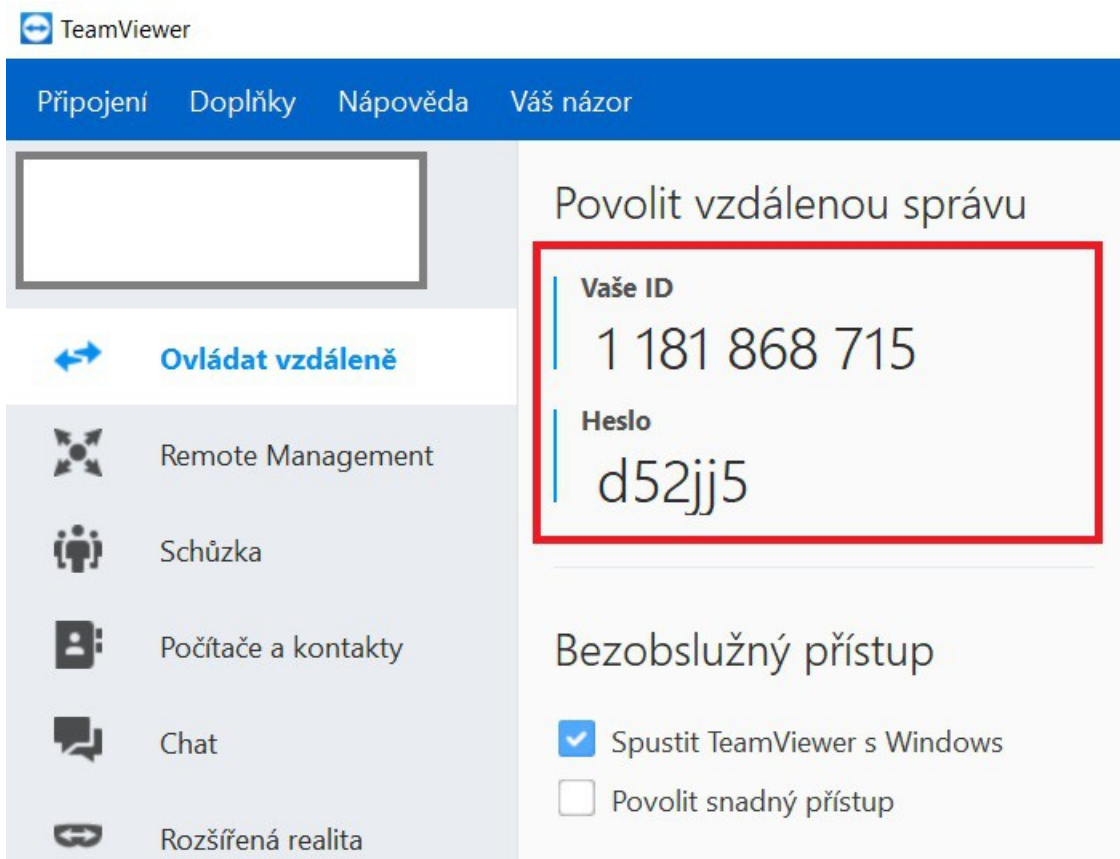 TeamViewer
Připojení Doplňky Nápověda Váš názor
Ovládat vzdáleně
Remote Management
Schůzka
Počítače a kontakty
Chat
Rozšířená realita
Povolit vzdálenou správu
Vaše ID
1 181 868 715
Heslo
d52jj5
Bezobslužný přístup
Spustit TeamViewer s Windows
Povolit snadný přístup